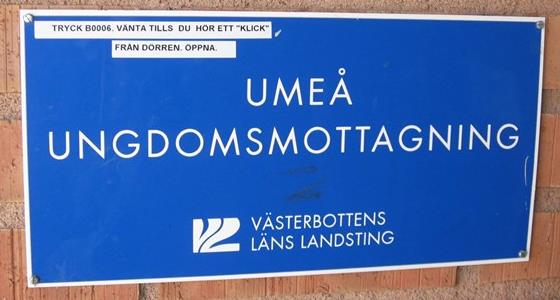 TRYCK B0006. VÄNTA TILLS DU HÖR ETT "KLICK"
FRÅN DÖRREN. ÖPPNA.
UMEÅ
UNGDOMSMOTTAGNING
VÄSTERBOTTENS
LÄNS LANDSTING